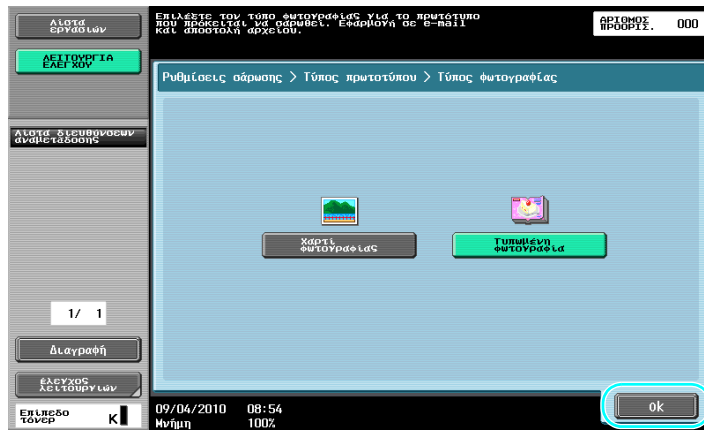 Λίστα
εργασιών
Επιλέξτε τον τύπο φωτογραφίας για το πρωτότυπο
που πρόκειται να σαρωθεί. Εφαρμογή σε e-mail
και αποστολή αρχείου.
ΑΡΙΘΜΟΣ
ΠΡΟΟΡΙΣ.
000
ΛΕΙΤΟΥΡΓΙΑ
ΕΛΕΓΧΟΥ
Ρυθμίσεις σάρωσης > Τύπος πρωτοτύπου > Τύπος φωτογραφίας
Λίστα διευθύνσεων
αναμετάδοσης
Χαρτί
φωτογραφίας
Τυπωμένη
φωτογραφία
1/ 1
Διαγραφή
έλεγχος
λειτουργιών
Επίπεδο
τόνερ
K
09/04/2010 08:54
Μνήμη 100%
ok